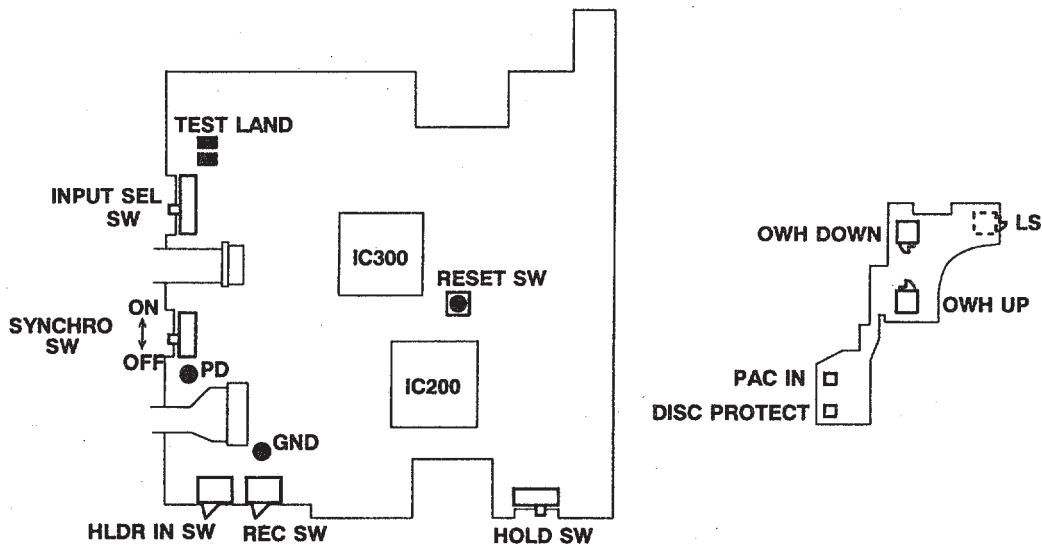 TEST LAND
INPUT SEL
SW
IC300
RESET SW
ON
SYNCHRO
SW
OFF
PD
IC200
GND
HLDR IN SW
REC SW
HOLD SW
OWH DOWN
LS
OWH UP
PAC IN
DISC PROTECT